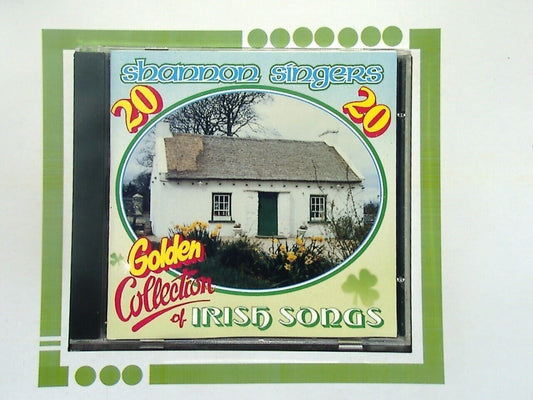 shannon singers
20
20
Golden
Collection
of IRISH SONGS